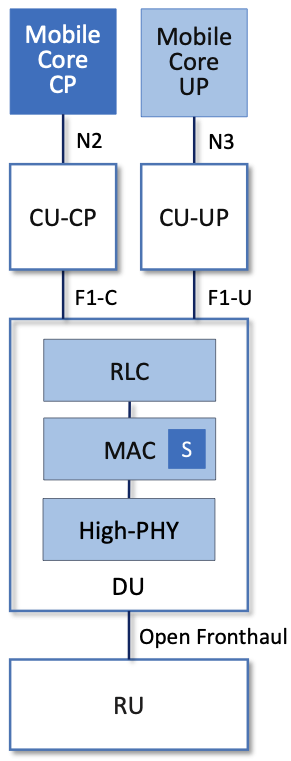 Mobile
Core
CP
Mobile
Core
UP
N2
N3
CU-CP
CU-UP
F1-C
F1-U
RLC
MAC
S
High-PHY
DU
Open Fronthaul
RU